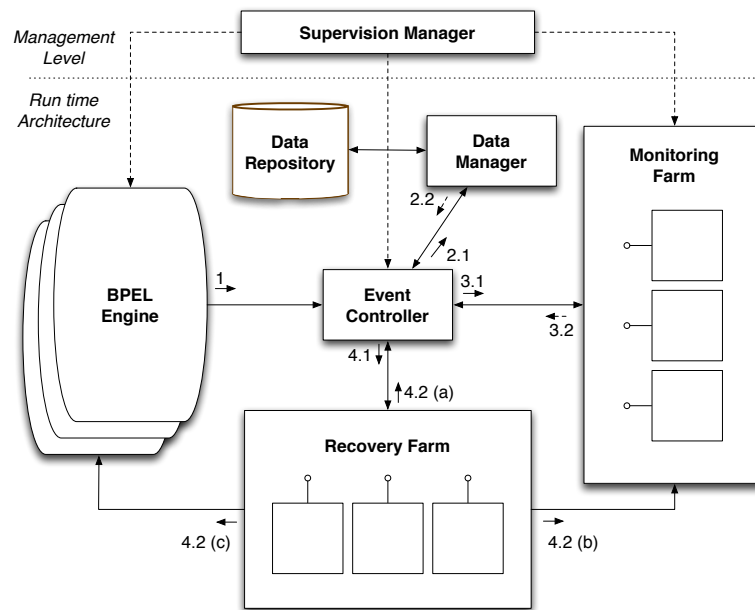 Management
Level
Supervision Manager
Run time
Architecture
Data
Repository
Data
Manager
Monitoring
Farm
2.2
2.1
BPEL
Engine
1
Event
Controller
3.1
3.2
4.1
4.2 (a)
Recovery Farm
4.2 (c)
4.2 (b)